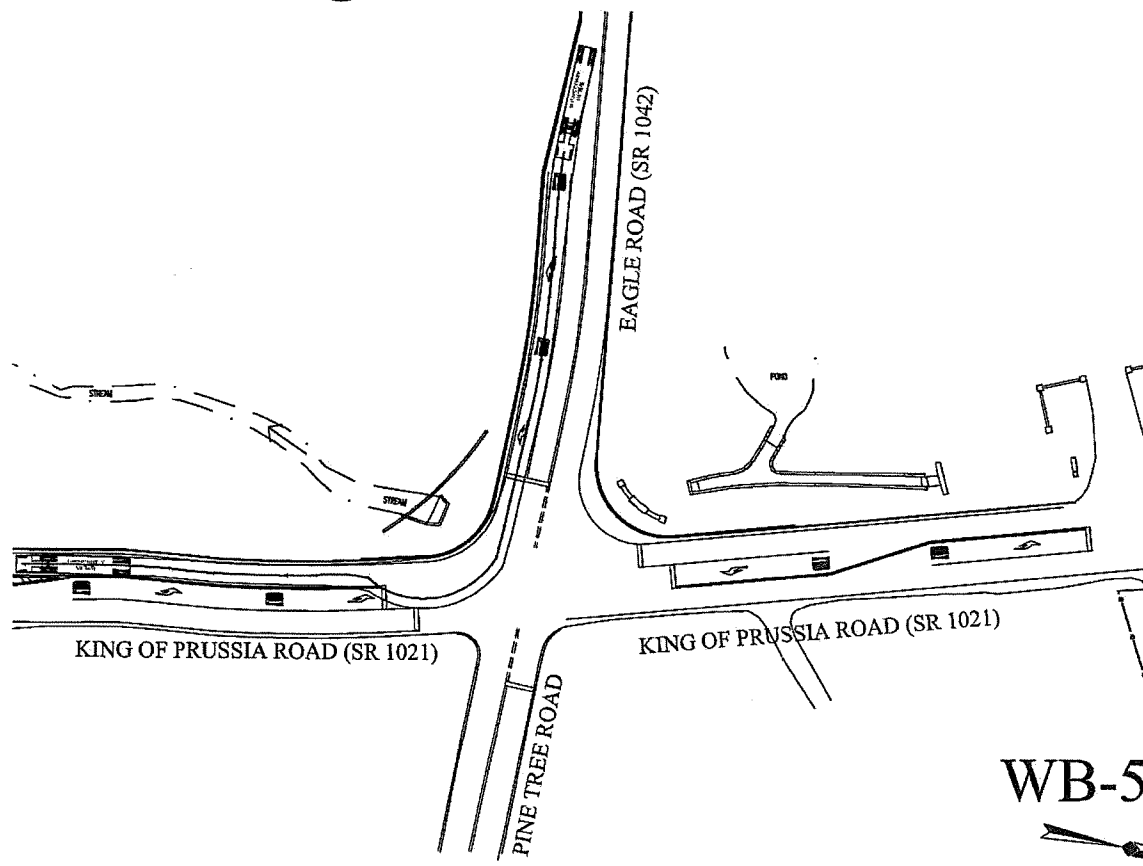 EAGLE ROAD (SR 1042)
POND
STREAM
STREAM
KING OF PRUSSIA ROAD (SR 1021)
KING OF PRUSSIA ROAD (SR 1021)
PINE TREE ROAD
WB-5